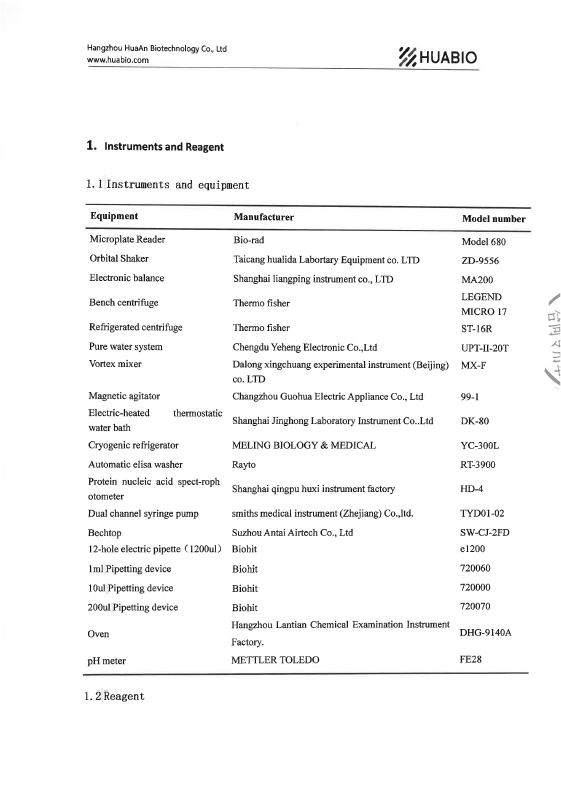 Hangzhou HuaAn Biotechnology Co., Ltd
www.huabio.com
HUABIO
1. Instruments and Reagent
1.1 Instruments and equipment
Equipment Manufacturer Model number
Microplate Reader Bio-rad Model 680
Orbital Shaker Taicang hualida Labortary Equipment co. LTD ZD-9556
Electronic balance Shanghai liangping instrument co., LTD MA200
Bench centrifuge Thermo fisher LEGEND
MICRO 17
Refrigerated centrifuge Thermo fisher ST-16R
Pure water system Chengdu Yeheng Electronic Co.,Ltd UPT-II-20T
Vortex mixer Dalong xingchuang experimental instrument (Beijing) MX-F
co. LTD
Magnetic agitator Changzhou Guohua Electric Appliance Co., Ltd 99-1
Electric-heated thermostatic
water bath Shanghai Jinghong Laboratory Instrument Co..Ltd DK-80
Cryogenic refrigerator MELING BIOLOGY & MEDICAL YC-300L
Automatic elisa washer Rayto RT-3900
Protein nucleic acid spect-roph
otometer Shanghai qingpu huxi instrument factory HD-4
Dual channel syringe pump smiths medical instrument (Zhejiang) Co.,ltd. TYD01-02
Bechtop Suzhou Antai Airtech Co., Ltd SW-CJ-2FD
12-hole electric pipette（1200ul） Biohit e1200
1ml Pipetting device Biohit 720060
10ul Pipetting device Biohit 720000
200ul Pipetting device Biohit 720070
Oven Hangzhou Lantian Chemical Examination Instrument
Factory. DHG-9140A
pH meter METTLER TOLEDO FE28
1.2 Reagent